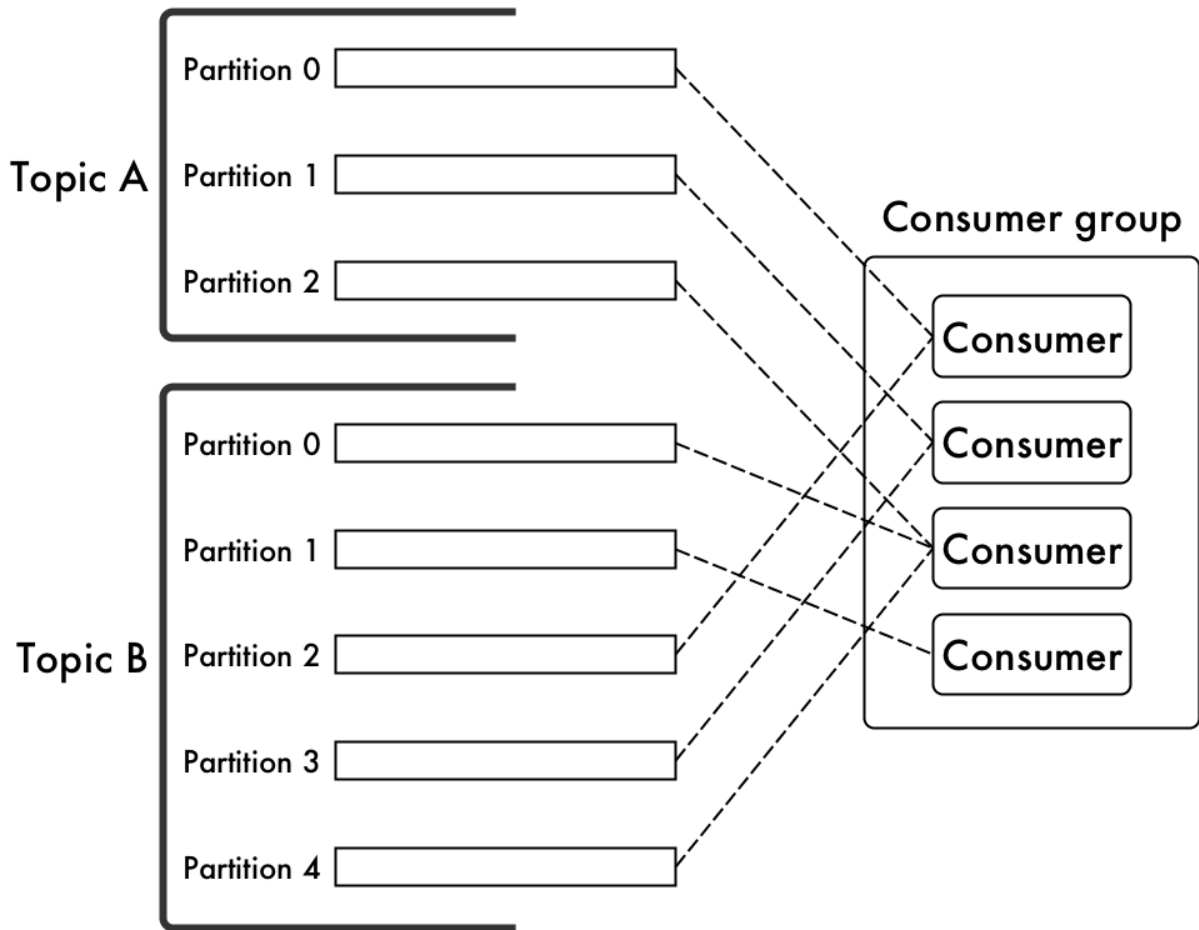 Topic A
Partition 0
Partition 1
Partition 2
Topic B
Partition 0
Partition 1
Partition 2
Partition 3
Partition 4
Consumer group
Consumer
Consumer
Consumer
Consumer